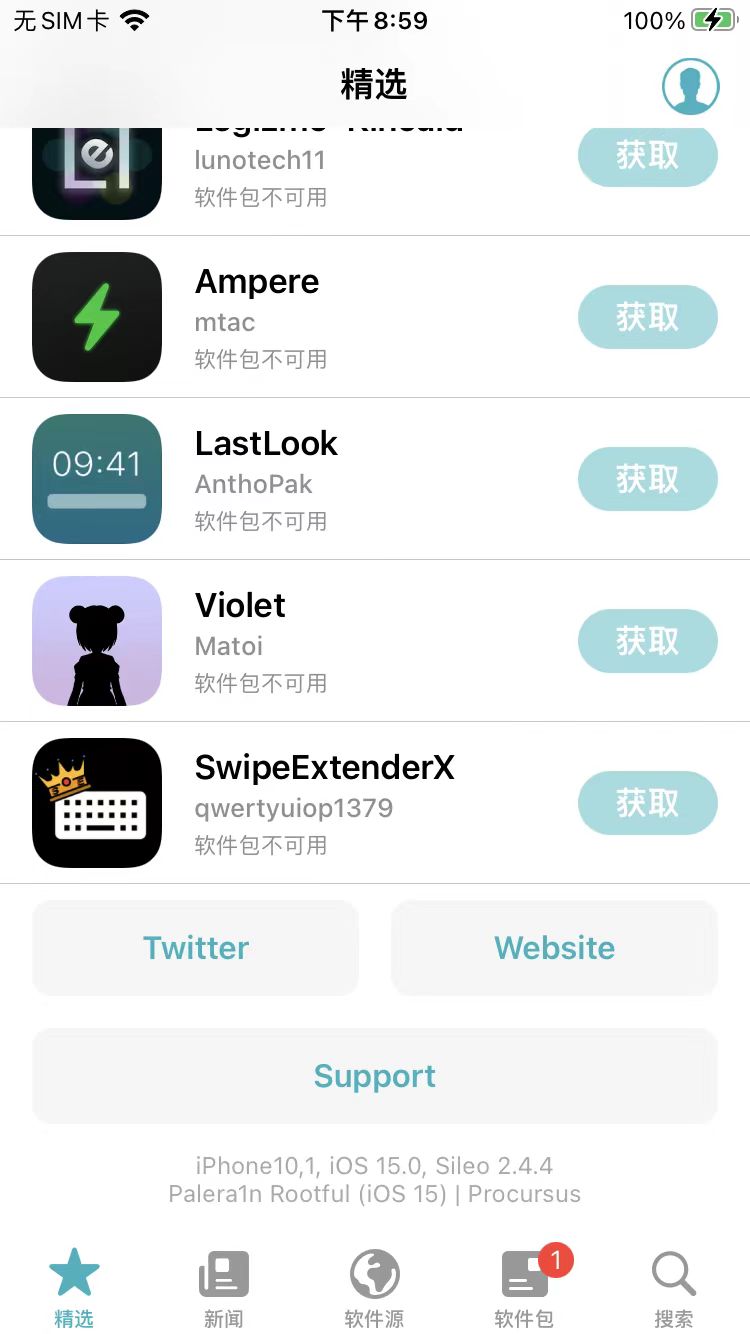 无SIM卡 下午8:59 100%
精选
lunotech11
软件包不可用
获取
Ampere
mtac
软件包不可用
获取
09:41
LastLook
AnthoPak
软件包不可用
获取
Violet
Matoi
软件包不可用
获取
SwipeExtenderX
qwertyuiop1379
软件包不可用
获取
Twitter
Website
Support
iPhone10,1, iOS 15.0, Sileo 2.4.4
Palera1n Rootful (iOS 15) | Procursus
1
精选
新闻
软件源
软件包
搜索